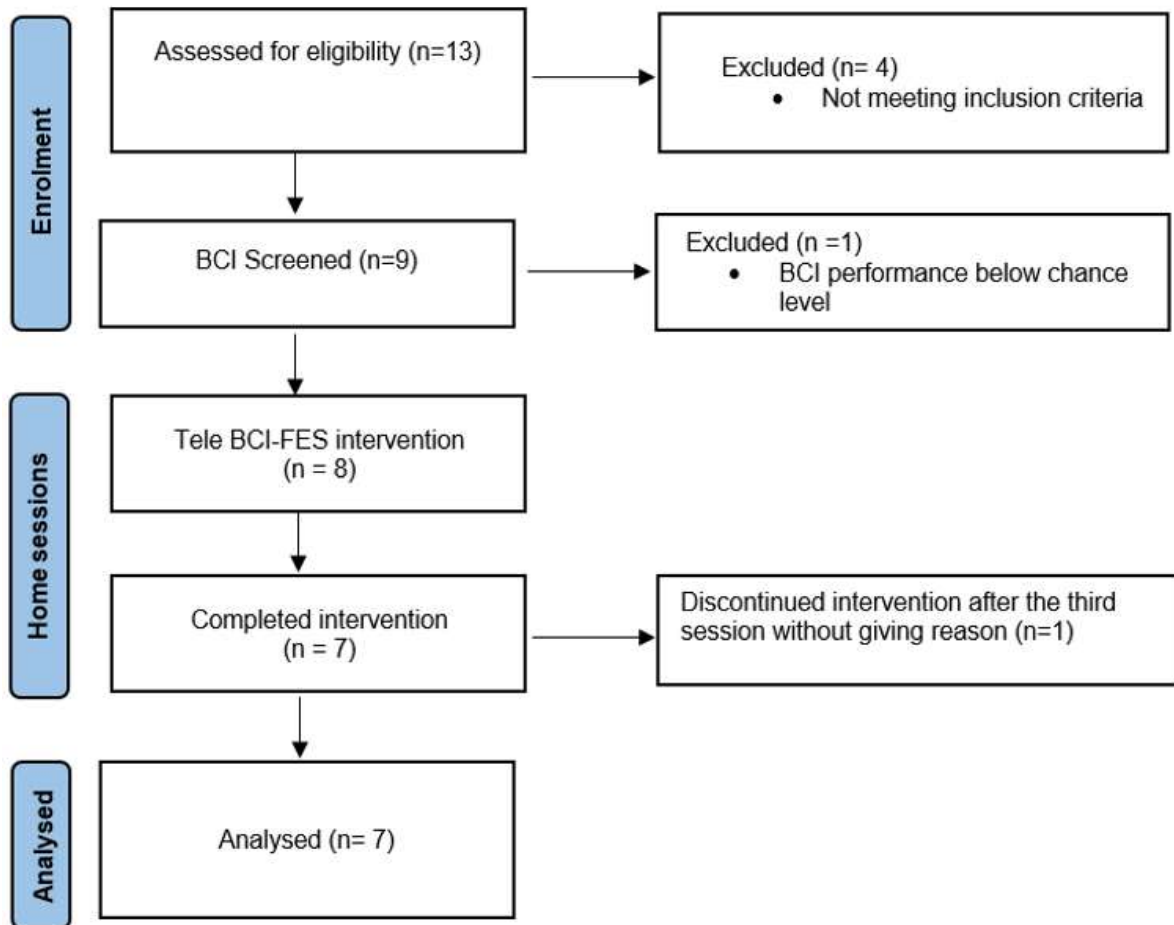 Enrolment
Assessed for eligibility (n=13)
Excluded (n= 4)
• Not meeting inclusion criteria
BCI Screened (n=9)
Excluded (n =1)
• BCI performance below chance
level
Home sessions
Tele BCI-FES intervention
(n = 8)
Completed intervention
(n = 7)
Discontinued intervention after the third
session without giving reason (n=1)
Analysed
Analysed (n= 7)